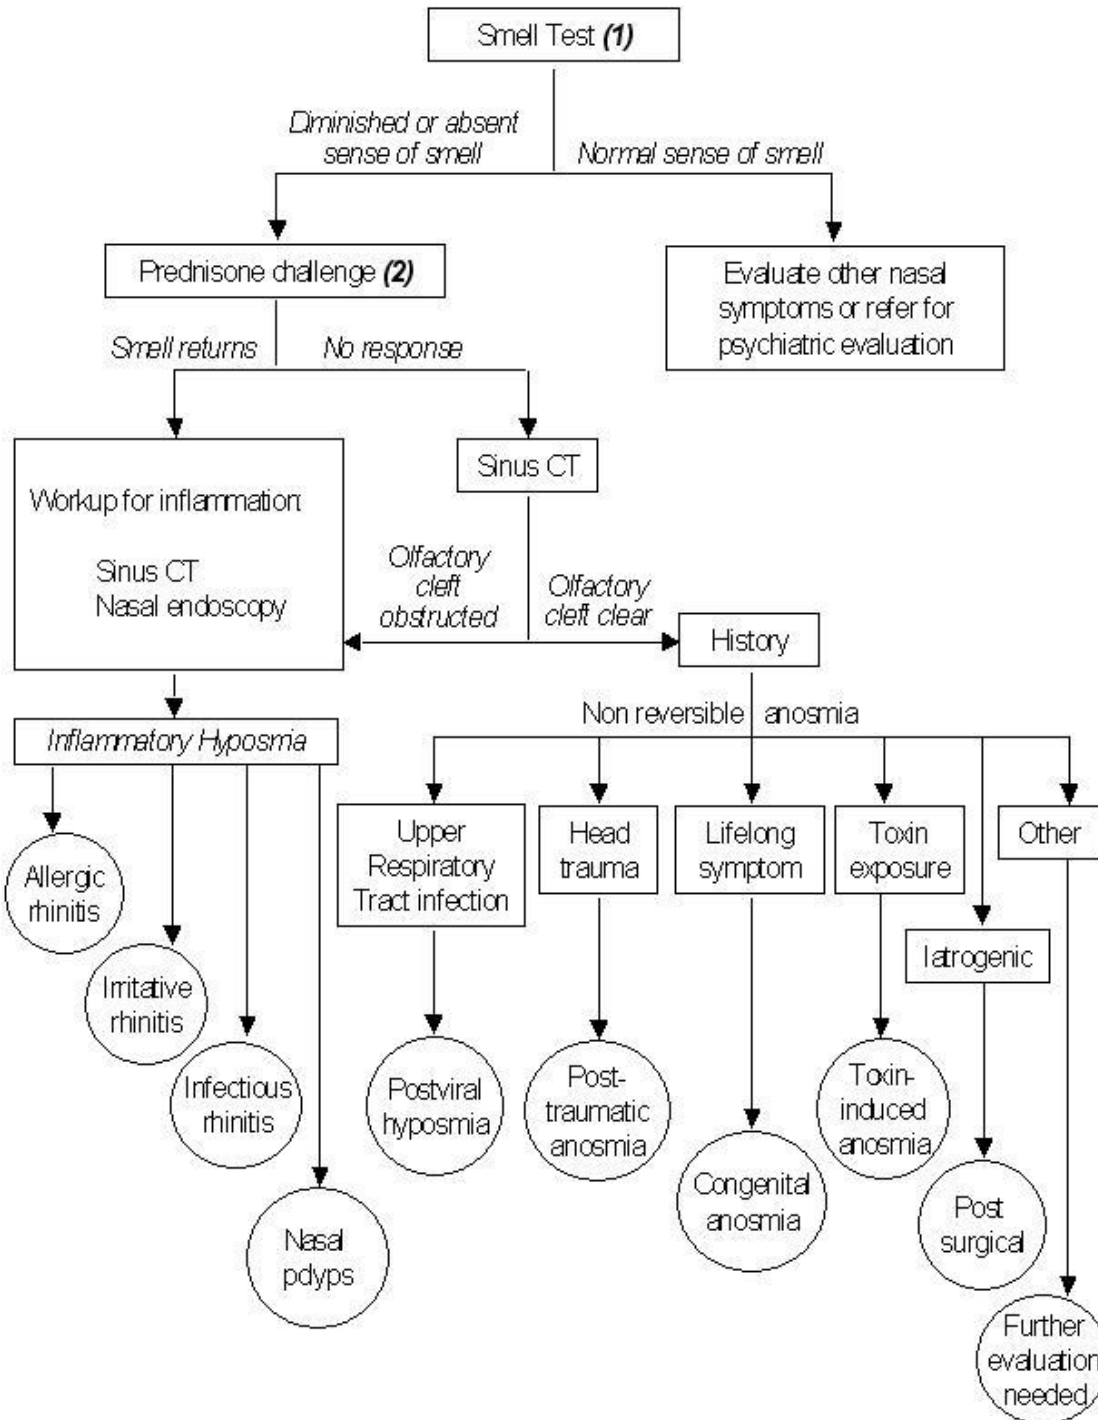 Smell Test (1)
Diminished or absent
sense of smell
Normal sense of smell
Prednisone challenge (2)
Evaluate other nasal
symptoms or refer for
psychiatric evaluation
Smell returns
No response
Workup for inflammation:
Sinus CT
Nasal endoscopy
Sinus CT
Olfactory
cleft
obstructed
Olfactory
cleft clear
History
Inflammatory Hyposmia
Non reversible anosmia
Upper
Respiratory
Tract infection
Head
trauma
Lifelong
symptom
Toxin
exposure
Other
Iatrogenic
Allergic
rhinitis
Irritative
rhinitis
Infectious
rhinitis
Nasal
pdyps
Postviral
hyposmia
Post-
traumatic
anosmia
Congenital
anosmia
Toxin-
induced
anosmia
Post
surgical
Further
evaluation
needed